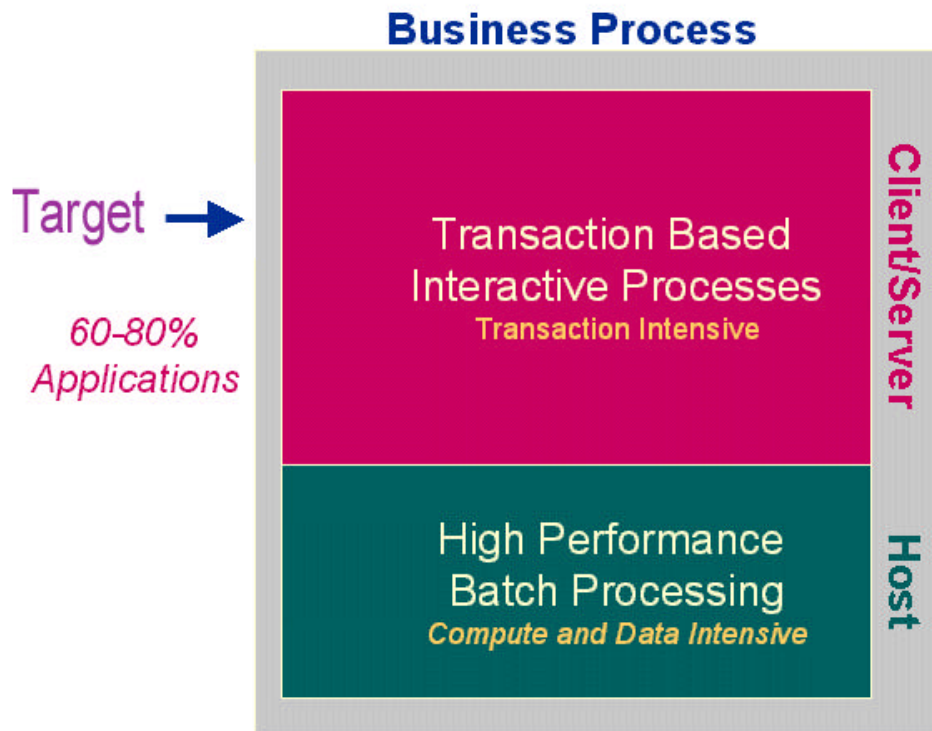 Business Process
Target
60-80%
Applications
Transaction Based
Interactive Processes
Transaction Intensive
Client/Server
High Performance
Batch Processing
Compute and Data Intensive
Host